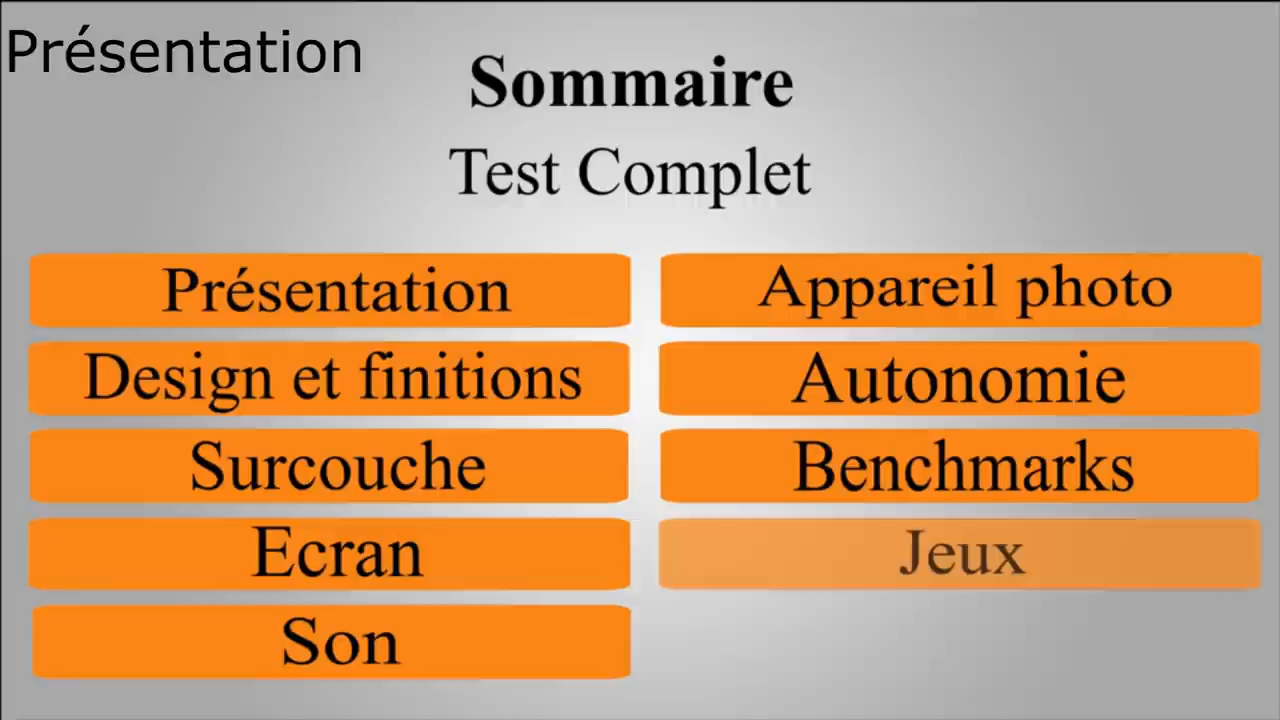 Présentation
Sommaire
Test Complet
Présentation
Design et finitions
Surcouche
Ecran
Son
Appareil photo
Autonomie
Benchmarks
Jeux